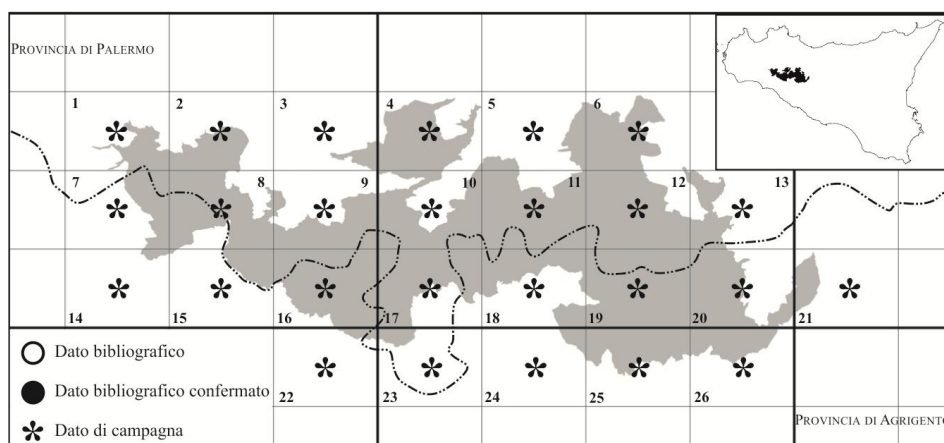 PROVINCIA DI PALERMO
1 2 3 4 5 6
7 8 9 10 11 12 13
14 15 16 17 18 19 20 21
Dato bibliografico
Dato bibliografico confermato
22 23 24 25 26
Dato di campagna
PROVINCIA DI AGRIGENTO